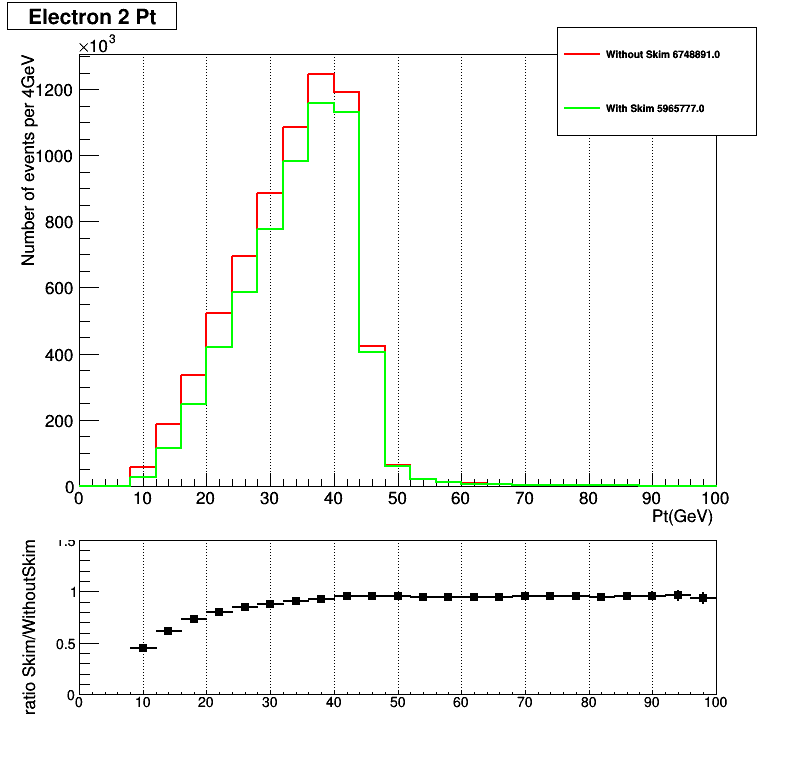 Electron 2 Pt
×10³
Number of events per 4GeV
Without Skim 6748891.0
With Skim 5965777.0
1200
1000
800
600
400
200
0
0 10 20 30 40 50 60 70 80 90 100
Pt(GeV)
ratio Skim/WithoutSkim
1.5
1
0.5
0
0 10 20 30 40 50 60 70 80 90 100